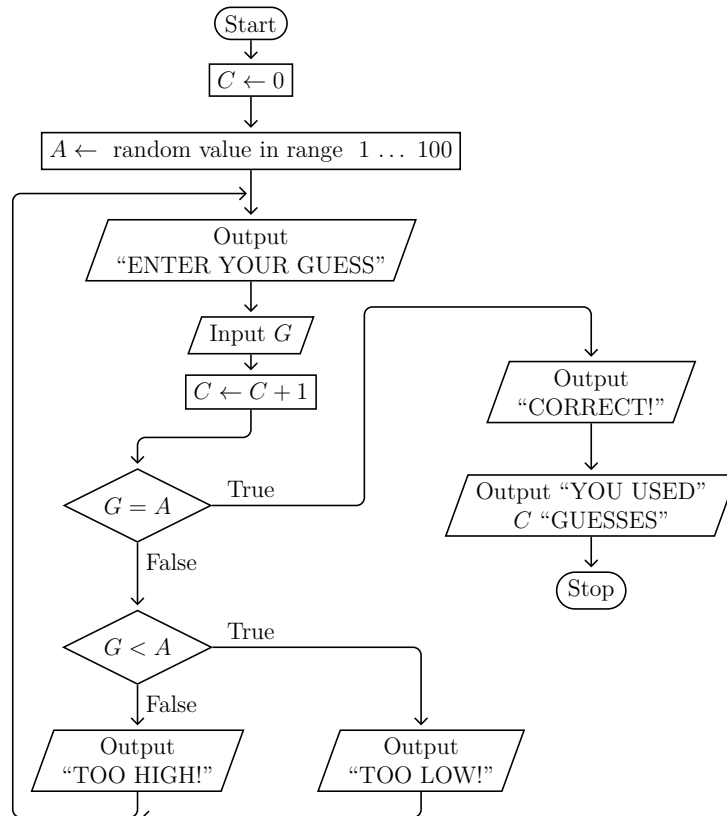 Start
C ← 0
A ← random value in range 1 … 100
Output
“ENTER YOUR GUESS”
Input G
C ← C + 1
G = A
True
False
Output
“CORRECT!”
Output “YOU USED”
C “GUESSES”
Stop
G < A
True
False
Output
“TOO HIGH!”
Output
“TOO LOW!”